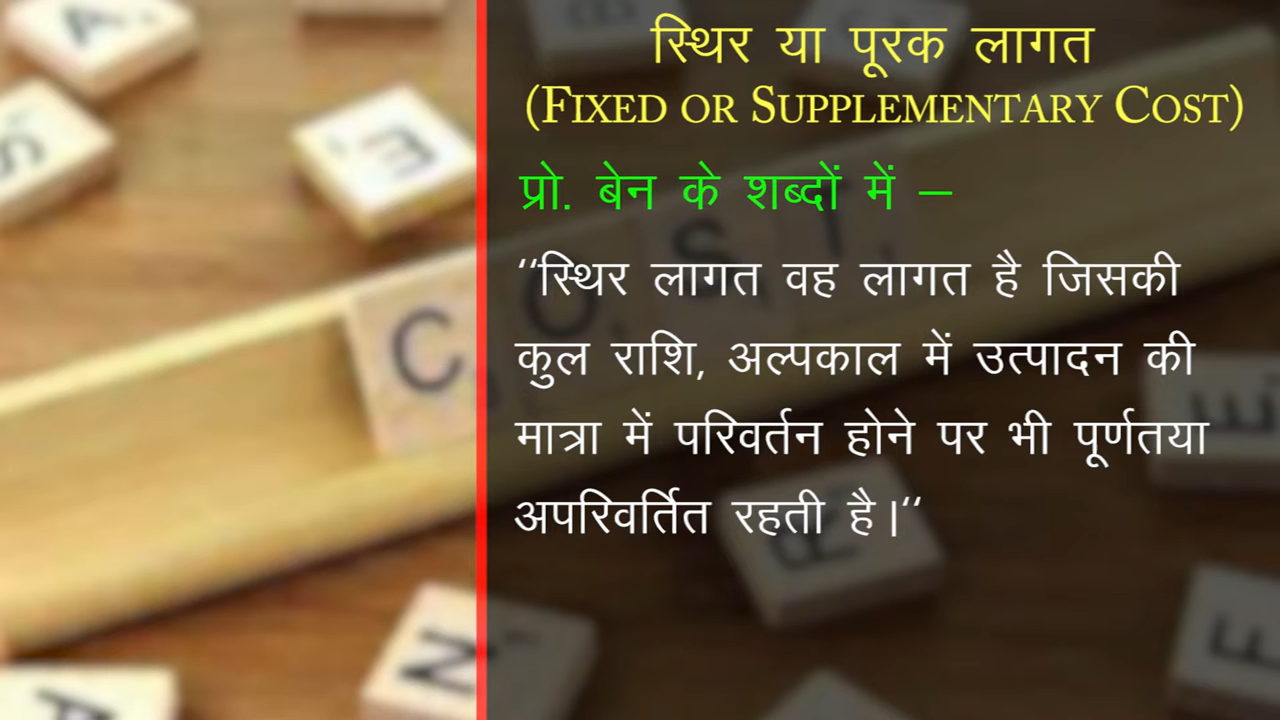 स्थिर या पूरक लागत
(FIXED OR SUPPLEMENTARY COST)
प्रो. बेन के शब्दों में –
‘‘स्थिर लागत वह लागत है जिसकी
कुल राशि, अल्पकाल में उत्पादन की
मात्रा में परिवर्तन होने पर भी पूर्णतया
अपरिवर्तित रहती है।‘‘
A
S
E
C O S T
E
R
N
E
A